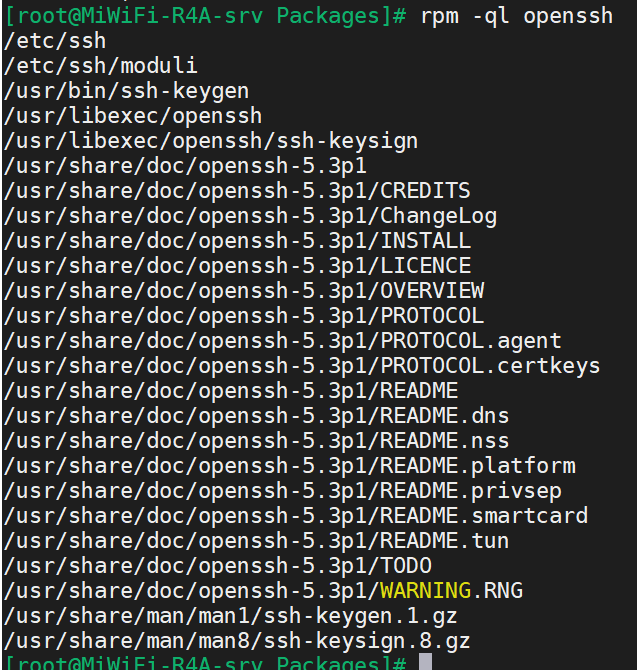 [root@MiWiFi-R4A-srv Packages]# rpm -ql openssh
/etc/ssh
/etc/ssh/moduli
/usr/bin/ssh-keygen
/usr/libexec/openssh
/usr/libexec/openssh/ssh-keysign
/usr/share/doc/openssh-5.3p1
/usr/share/doc/openssh-5.3p1/CREDITS
/usr/share/doc/openssh-5.3p1/ChangeLog
/usr/share/doc/openssh-5.3p1/INSTALL
/usr/share/doc/openssh-5.3p1/LICENCE
/usr/share/doc/openssh-5.3p1/OVERVIEW
/usr/share/doc/openssh-5.3p1/PROTOCOL
/usr/share/doc/openssh-5.3p1/PROTOCOL.agent
/usr/share/doc/openssh-5.3p1/PROTOCOL.certkeys
/usr/share/doc/openssh-5.3p1/README
/usr/share/doc/openssh-5.3p1/README.dns
/usr/share/doc/openssh-5.3p1/README.nss
/usr/share/doc/openssh-5.3p1/README.platform
/usr/share/doc/openssh-5.3p1/README.privsep
/usr/share/doc/openssh-5.3p1/README.smartcard
/usr/share/doc/openssh-5.3p1/README.tun
/usr/share/doc/openssh-5.3p1/TODO
/usr/share/doc/openssh-5.3p1/WARNING.RNG
/usr/share/man/man1/ssh-keygen.1.gz
/usr/share/man/man8/ssh-keysign.8.gz
[root@MiWiFi-R4A-srv Packages]#